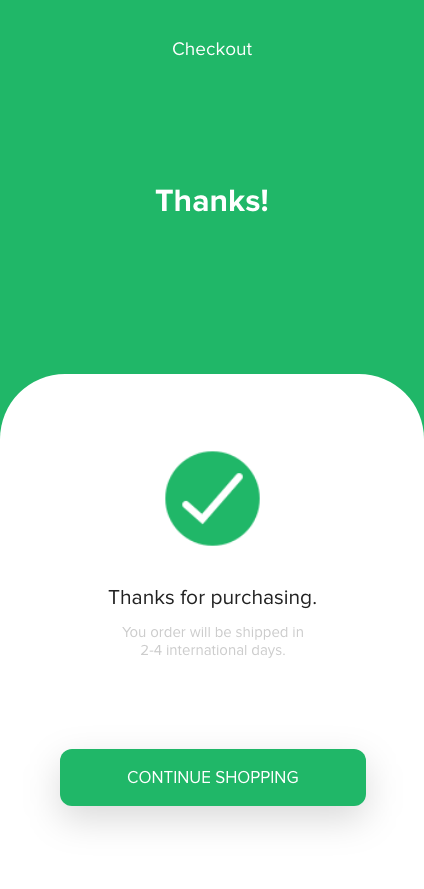 Checkout
Thanks!
Thanks for purchasing.
You order will be shipped in
2-4 international days.
CONTINUE SHOPPING